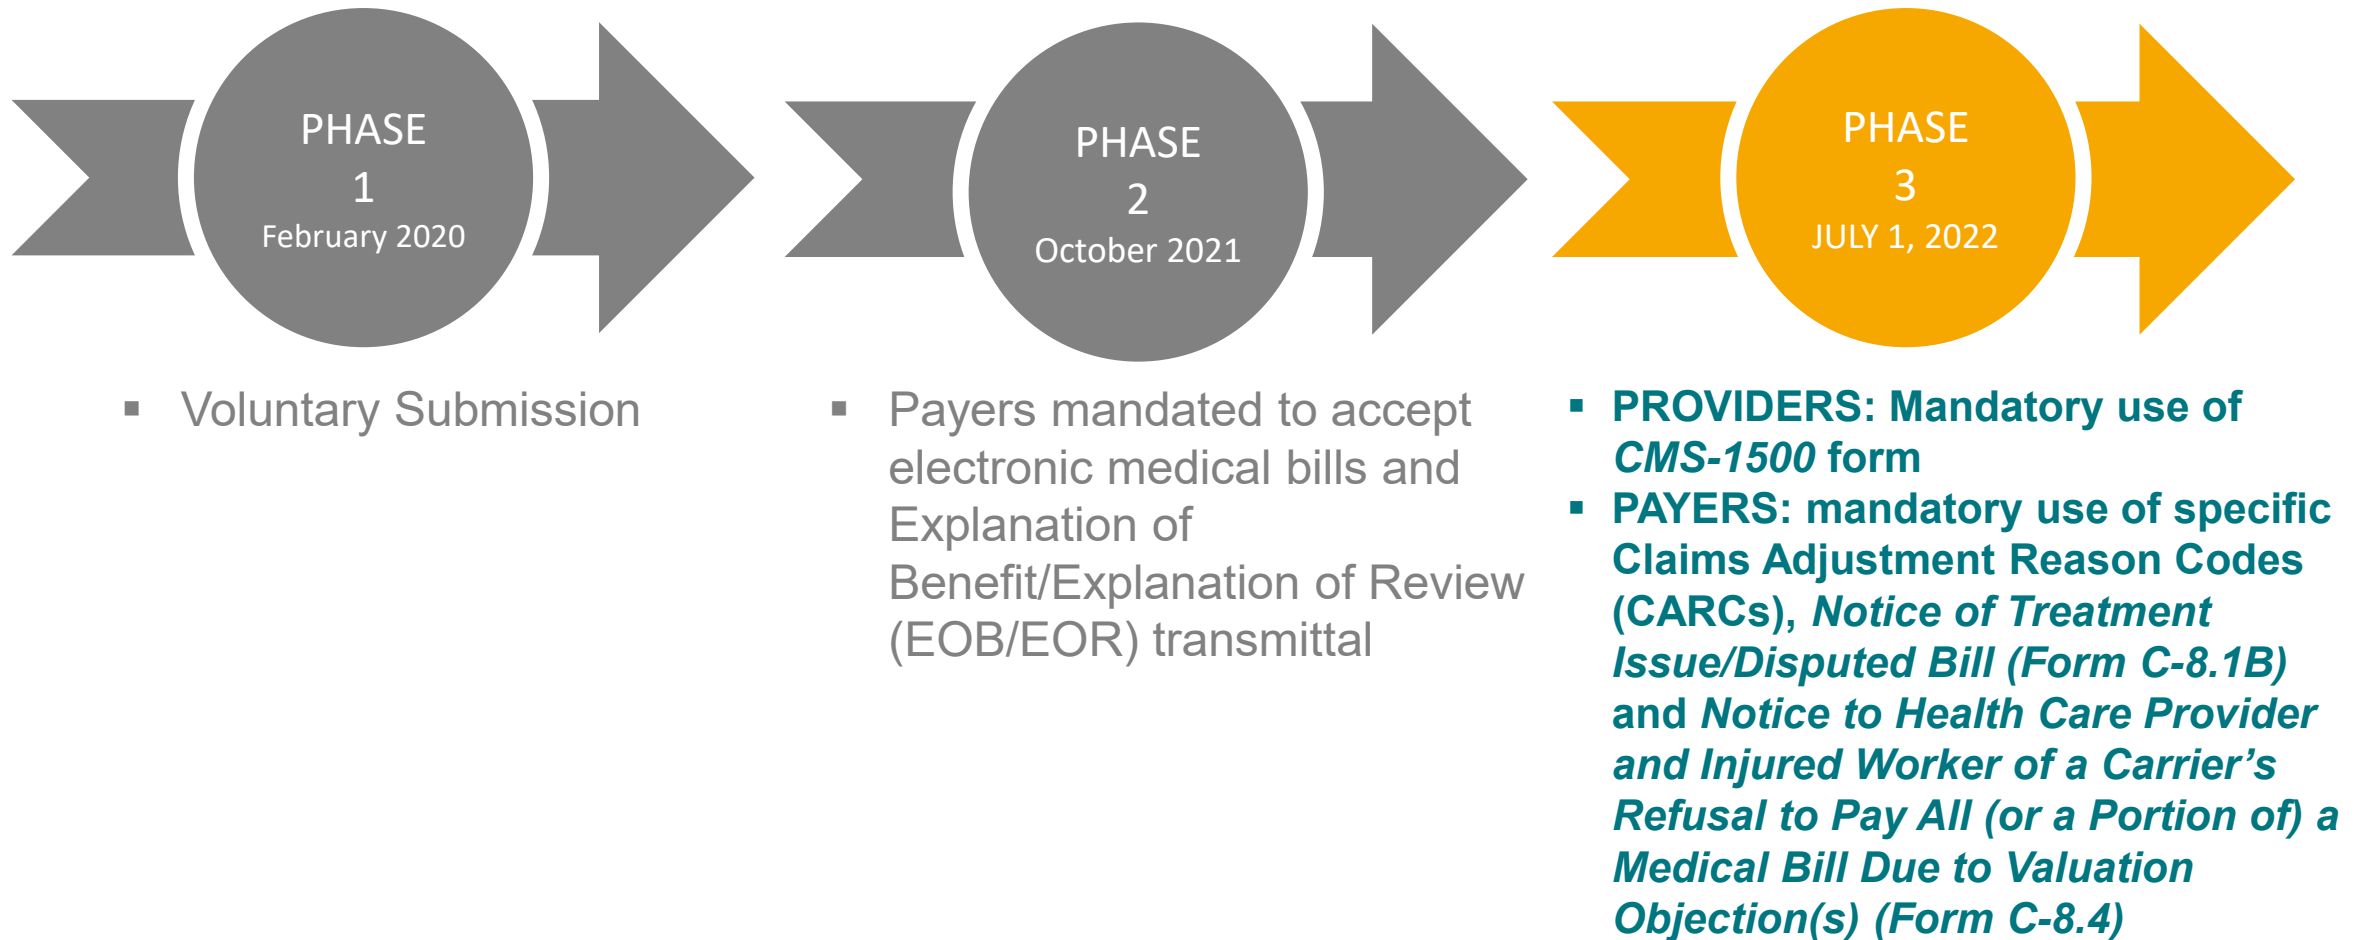 PHASE
1
February 2020
▪ Voluntary Submission
PHASE
2
October 2021
▪ Payers mandated to accept
electronic medical bills and
Explanation of
Benefit/Explanation of Review
(EOB/EOR) transmittal
PHASE
3
JULY 1, 2022
▪ PROVIDERS: Mandatory use of
CMS-1500 form
▪ PAYERS: mandatory use of specific
Claims Adjustment Reason Codes
(CARCs), Notice of Treatment
Issue/Disputed Bill (Form C-8.1B)
and Notice to Health Care Provider
and Injured Worker of a Carrier’s
Refusal to Pay All (or a Portion of) a
Medical Bill Due to Valuation
Objection(s) (Form C-8.4)